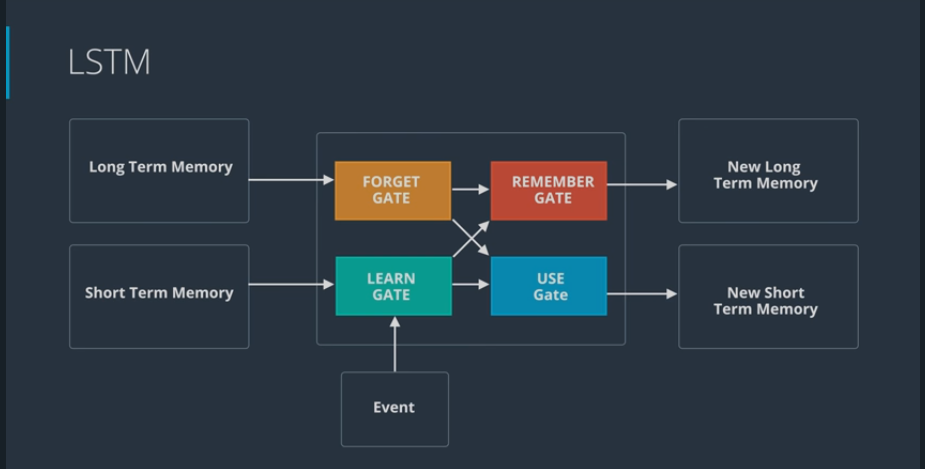 LSTM
Long Term Memory
FORGET
GATE
REMEMBER
GATE
New Long
Term Memory
Short Term Memory
LEARN
GATE
USE
Gate
New Short
Term Memory
Event